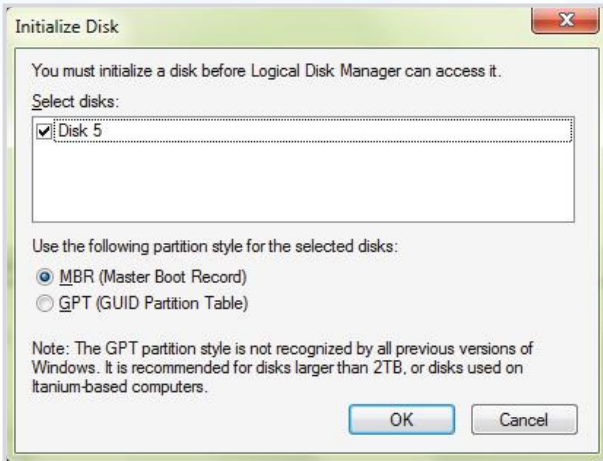 Initialize Disk
You must initialize a disk before Logical Disk Manager can access it.
Select disks:
Disk 5
Use the following partition style for the selected disks:
MBR (Master Boot Record)
GPT (GUID Partition Table)
Note: The GPT partition style is not recognized by all previous versions of
Windows. It is recommended for disks larger than 2TB, or disks used on
Itanium-based computers.
OK Cancel